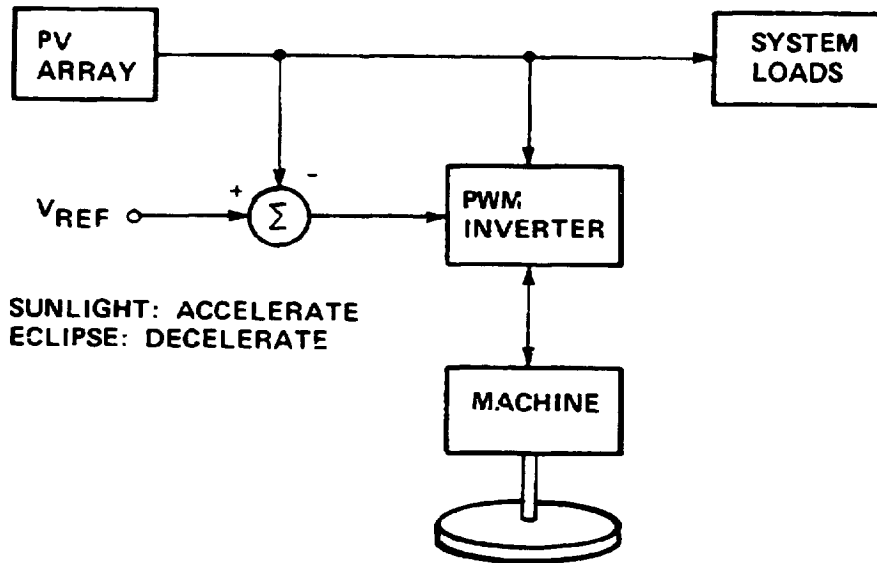 PV
ARRAY
SYSTEM
LOADS
+
-
VREF
Σ
PWM
INVERTER
SUNLIGHT: ACCELERATE
ECLIPSE: DECELERATE
MACHINE